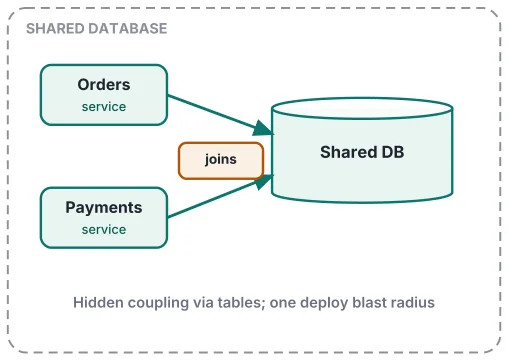 SHARED DATABASE
Orders
service
joins
Shared DB
Payments
service
Hidden coupling via tables; one deploy blast radius